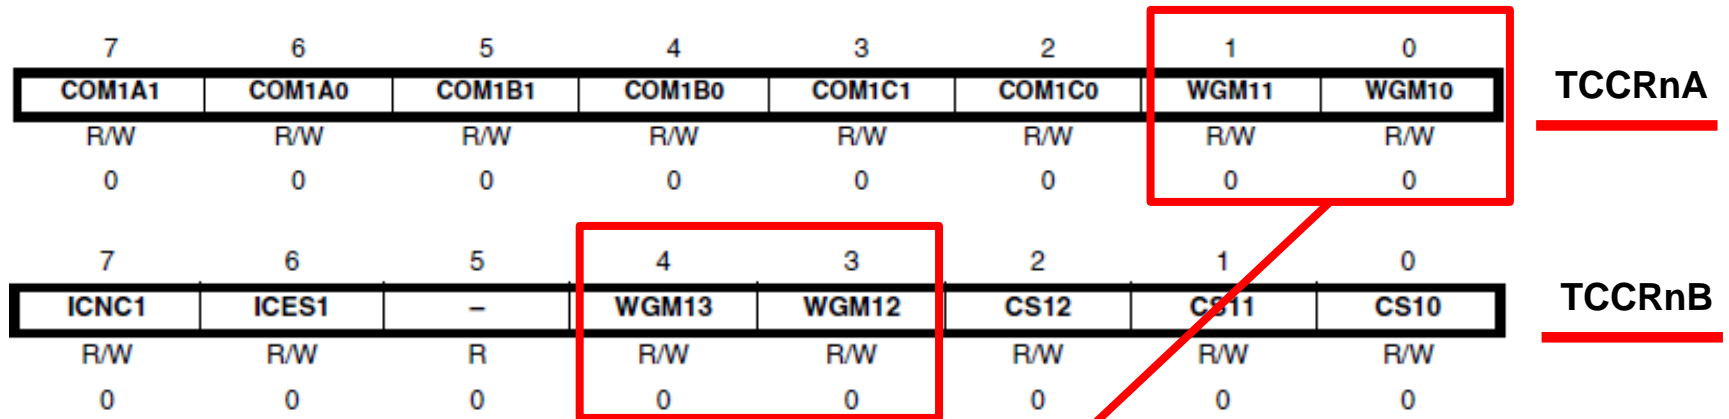 7 6 5 4 3 2 1 0
COM1A1 COM1A0 COM1B1 COM1B0 COM1C1 COM1C0 WGM11 WGM10 TCCRnA
R/W R/W R/W R/W R/W R/W R/W R/W
0 0 0 0 0 0 0 0
7 6 5 4 3 2 1 0
ICNC1 ICES1 – WGM13 WGM12 CS12 CS11 CS10 TCCRnB
R/W R/W R R/W R/W R/W R/W R/W
0 0 0 0 0 0 0 0